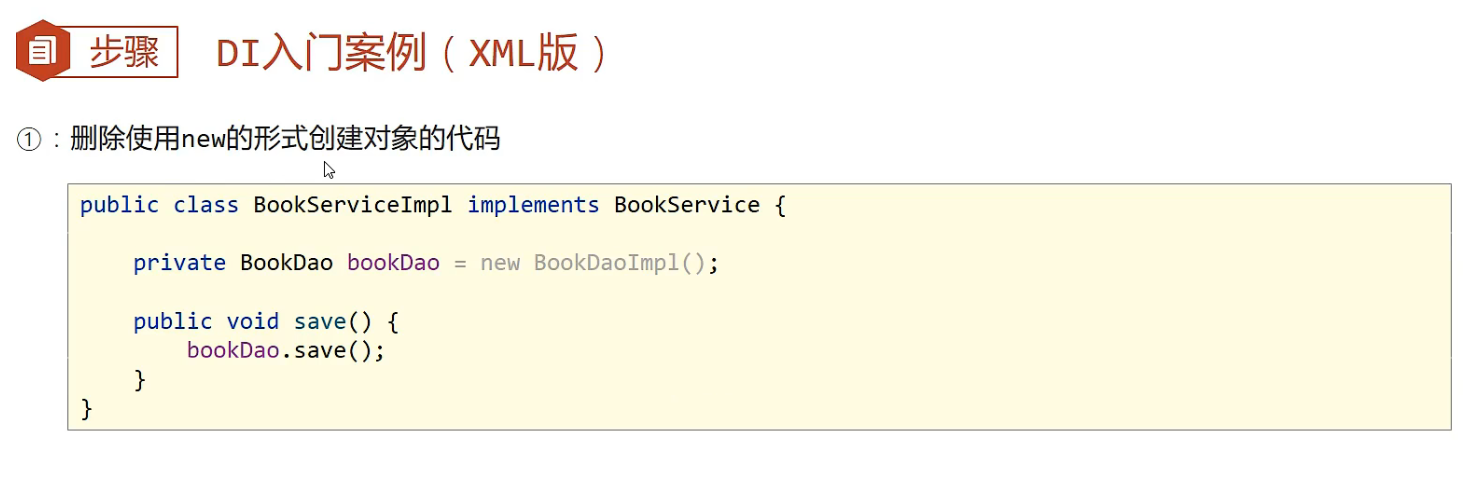 步骤 DI入门案例（XML版）
①：删除使用new的形式创建对象的代码
public class BookServiceImpl implements BookService {
    private BookDao bookDao = new BookDaoImpl();
    public void save() {
        bookDao.save();
    }
}